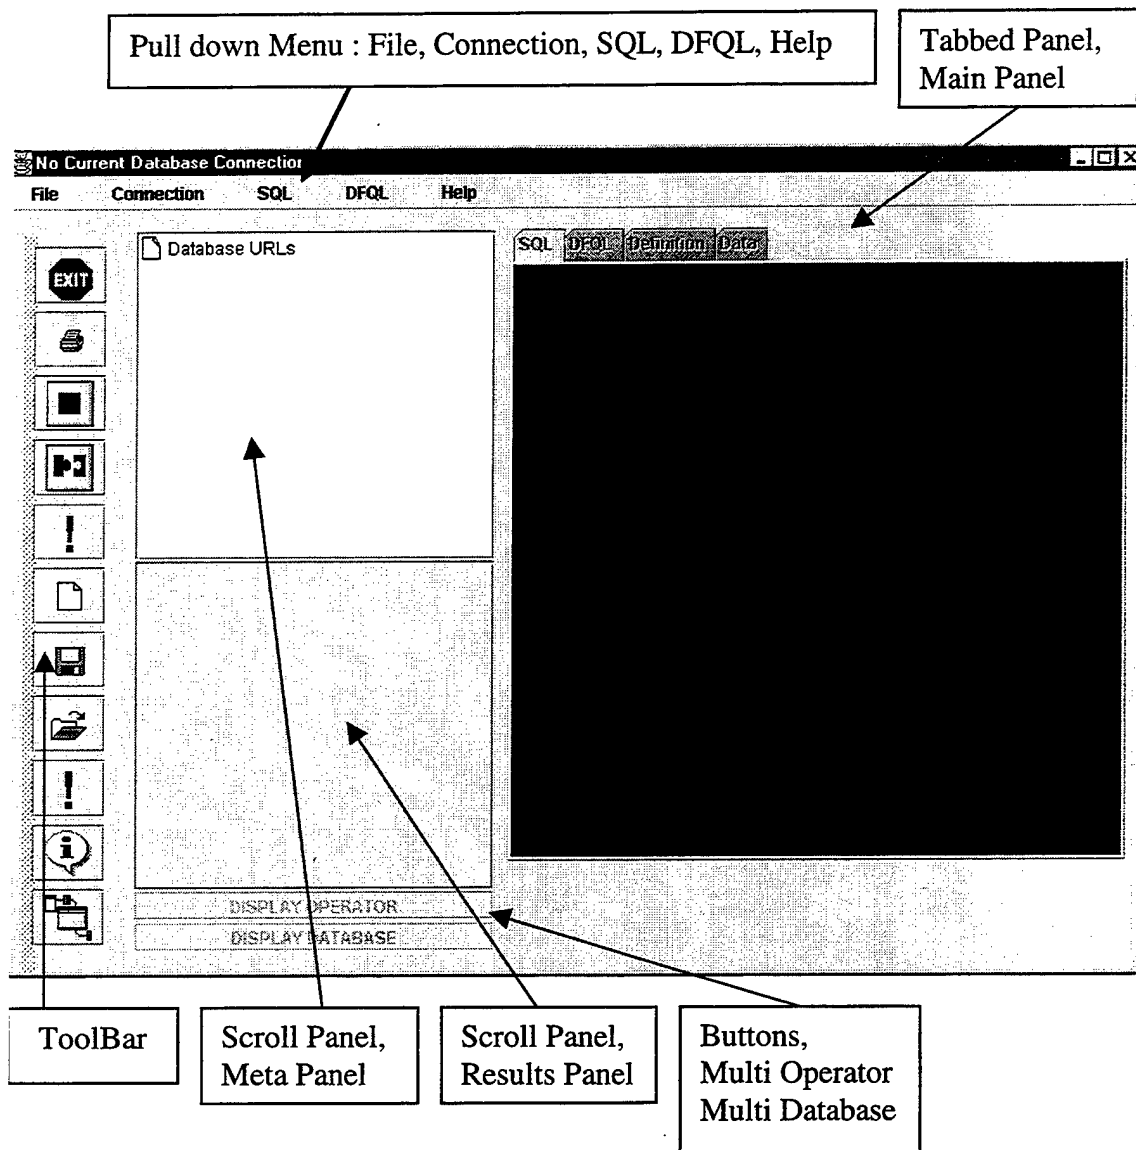 Pull down Menu : File, Connection, SQL, DFQL, Help
Tabbed Panel,
Main Panel
No Current Database Connection
File Connection SQL DFQL Help
Database URLs
SQL DFQL Definition Data
EXIT
DISPLAY OPERATOR
DISPLAY DATABASE
ToolBar
Scroll Panel,
Meta Panel
Scroll Panel,
Results Panel
Buttons,
Multi Operator
Multi Database